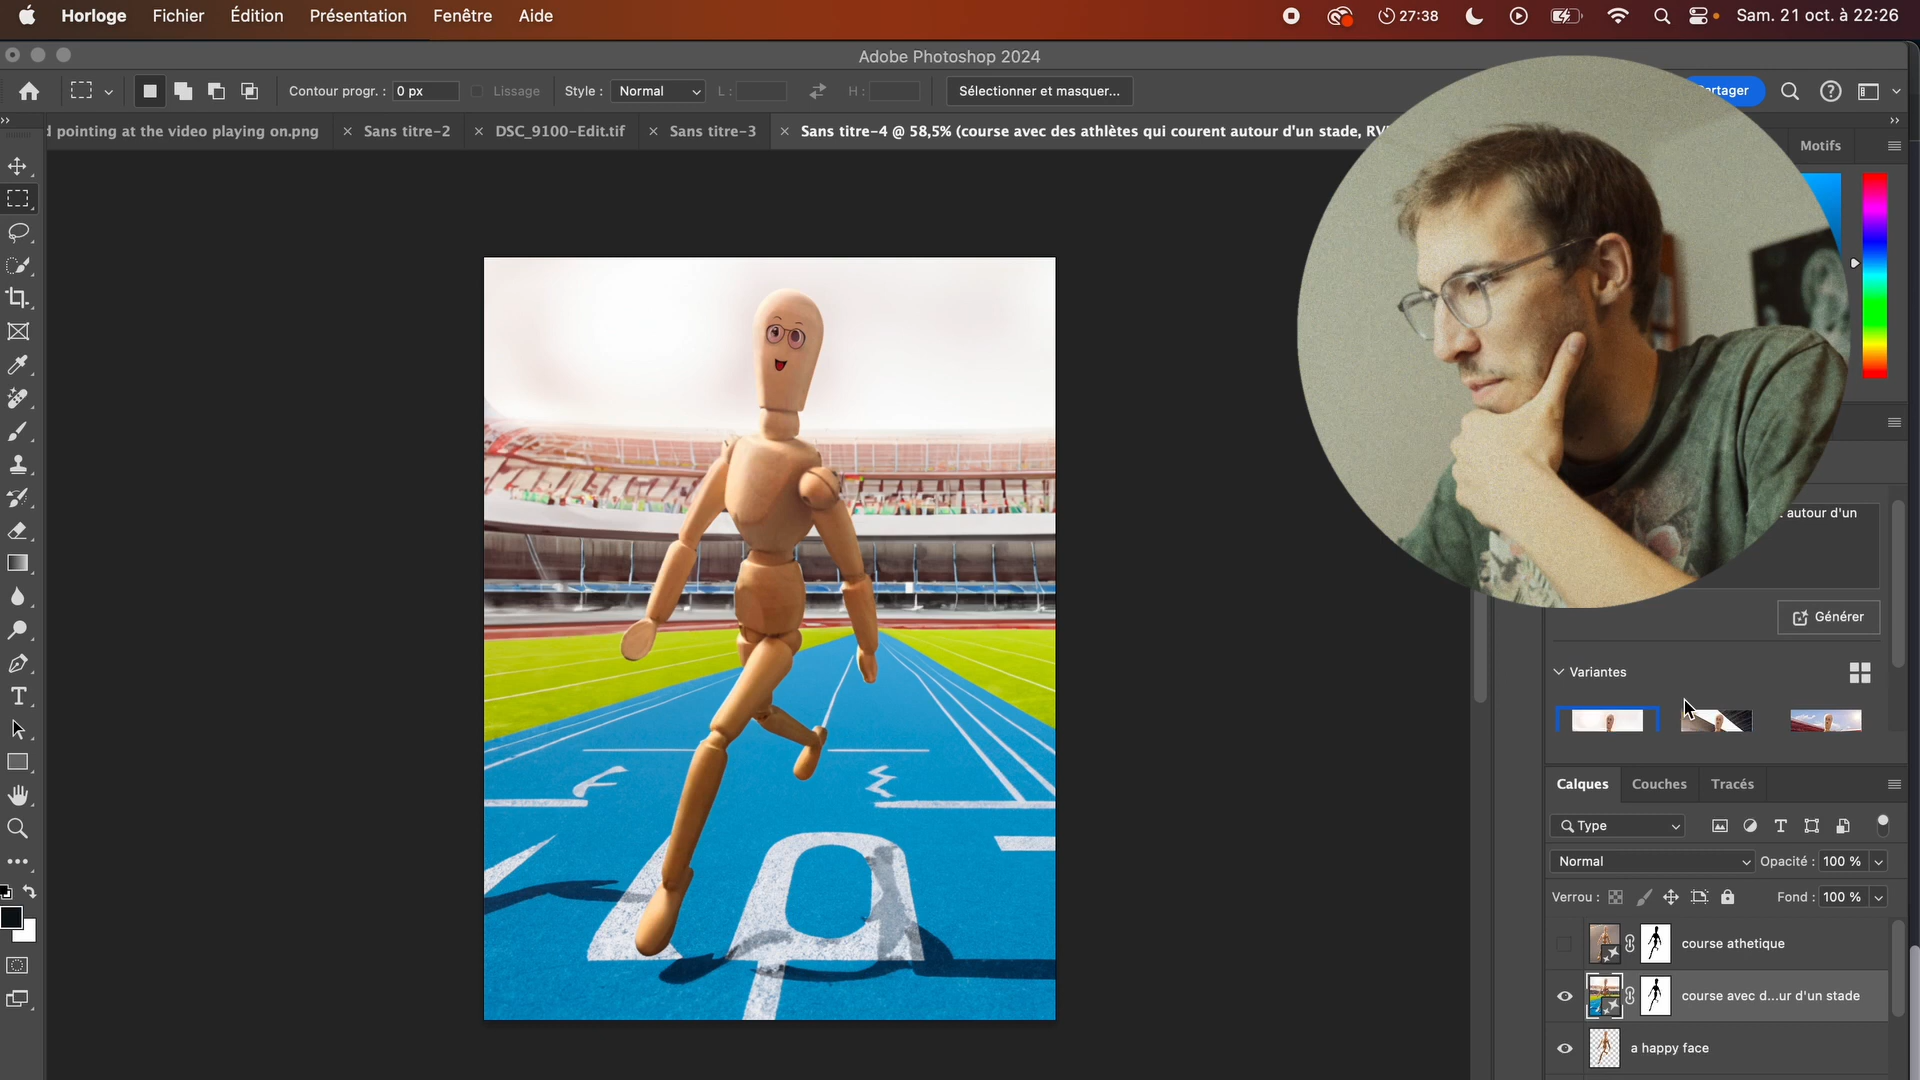 Horloge Fichier Édition Présentation Fenêtre Aide 27:38 Sam. 21 oct. à 22:26
Adobe Photoshop 2024
Contour progr. : 0 px Lissage Style : Normal L : H : Sélectionner et masquer... artager
d pointing at the video playing on.png × Sans titre-2 × DSC_9100-Edit.tif × Sans titre-3 × Sans titre-4 @ 58,5% (course avec des athlètes qui courent autour d'un stade, RV
Motifs
autour d'un
Générer
Variantes
Calques Couches Tracés
Type
Normal Opacité : 100 %
Verrou : Fond : 100 %
course athetique
course avec d...ur d'un stade
a happy face